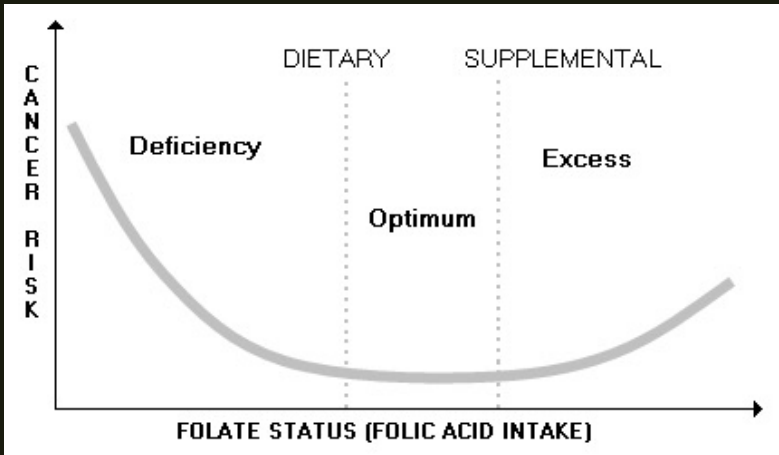 CANCER RISK
DIETARY
SUPPLEMENTAL
Deficiency
Excess
Optimum
FOLATE STATUS (FOLIC ACID INTAKE)